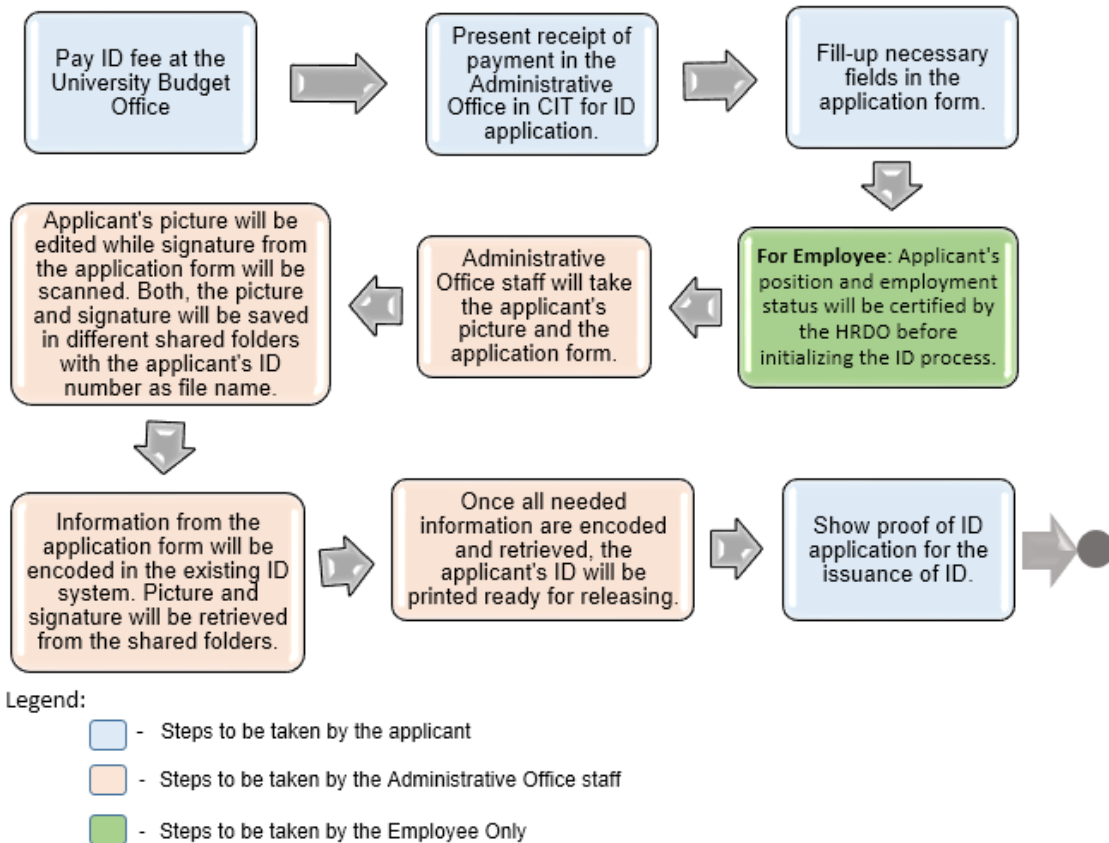 Pay ID fee at the
University Budget
Office
Present receipt of
payment in the
Administrative
Office in CIT for ID
application.
Fill-up necessary
fields in the
application form.
For Employee: Applicant's
position and employment
status will be certified by
the HRDO before
initializing the ID process.
Administrative
Office staff will take
the applicant's
picture and the
application form.
Applicant's picture will be
edited while signature from
the application form will be
scanned. Both, the picture
and signature will be saved
in different shared folders
with the applicant's ID
number as file name.
Information from the
application form will be
encoded in the existing ID
system. Picture and
signature will be retrieved
from the shared folders.
Once all needed
information are encoded
and retrieved, the
applicant's ID will be
printed ready for releasing.
Show proof of ID
application for the
issuance of ID.
Legend:
- Steps to be taken by the applicant
- Steps to be taken by the Administrative Office staff
- Steps to be taken by the Employee Only